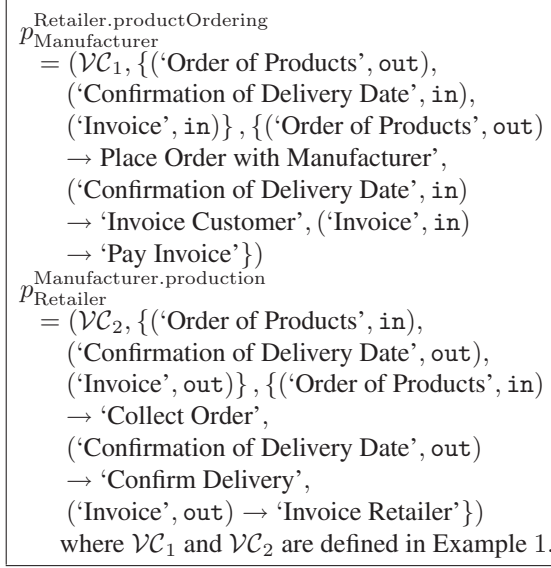 p^{Retailer.productOrdering}_{Manufacturer}
= (𝒱𝒞₁, {(‘Order of Products’, out),
(‘Confirmation of Delivery Date’, in),
(‘Invoice’, in)} , {(‘Order of Products’, out)
→ Place Order with Manufacturer’,
(‘Confirmation of Delivery Date’, in)
→ ‘Invoice Customer’, (‘Invoice’, in)
→ ‘Pay Invoice’})
p^{Manufacturer.production}_{Retailer}
= (𝒱𝒞₂, {(‘Order of Products’, in),
(‘Confirmation of Delivery Date’, out),
(‘Invoice’, out)} , {(‘Order of Products’, in)
→ ‘Collect Order’,
(‘Confirmation of Delivery Date’, out)
→ ‘Confirm Delivery’,
(‘Invoice’, out) → ‘Invoice Retailer’})
where 𝒱𝒞₁ and 𝒱𝒞₂ are defined in Example 1.